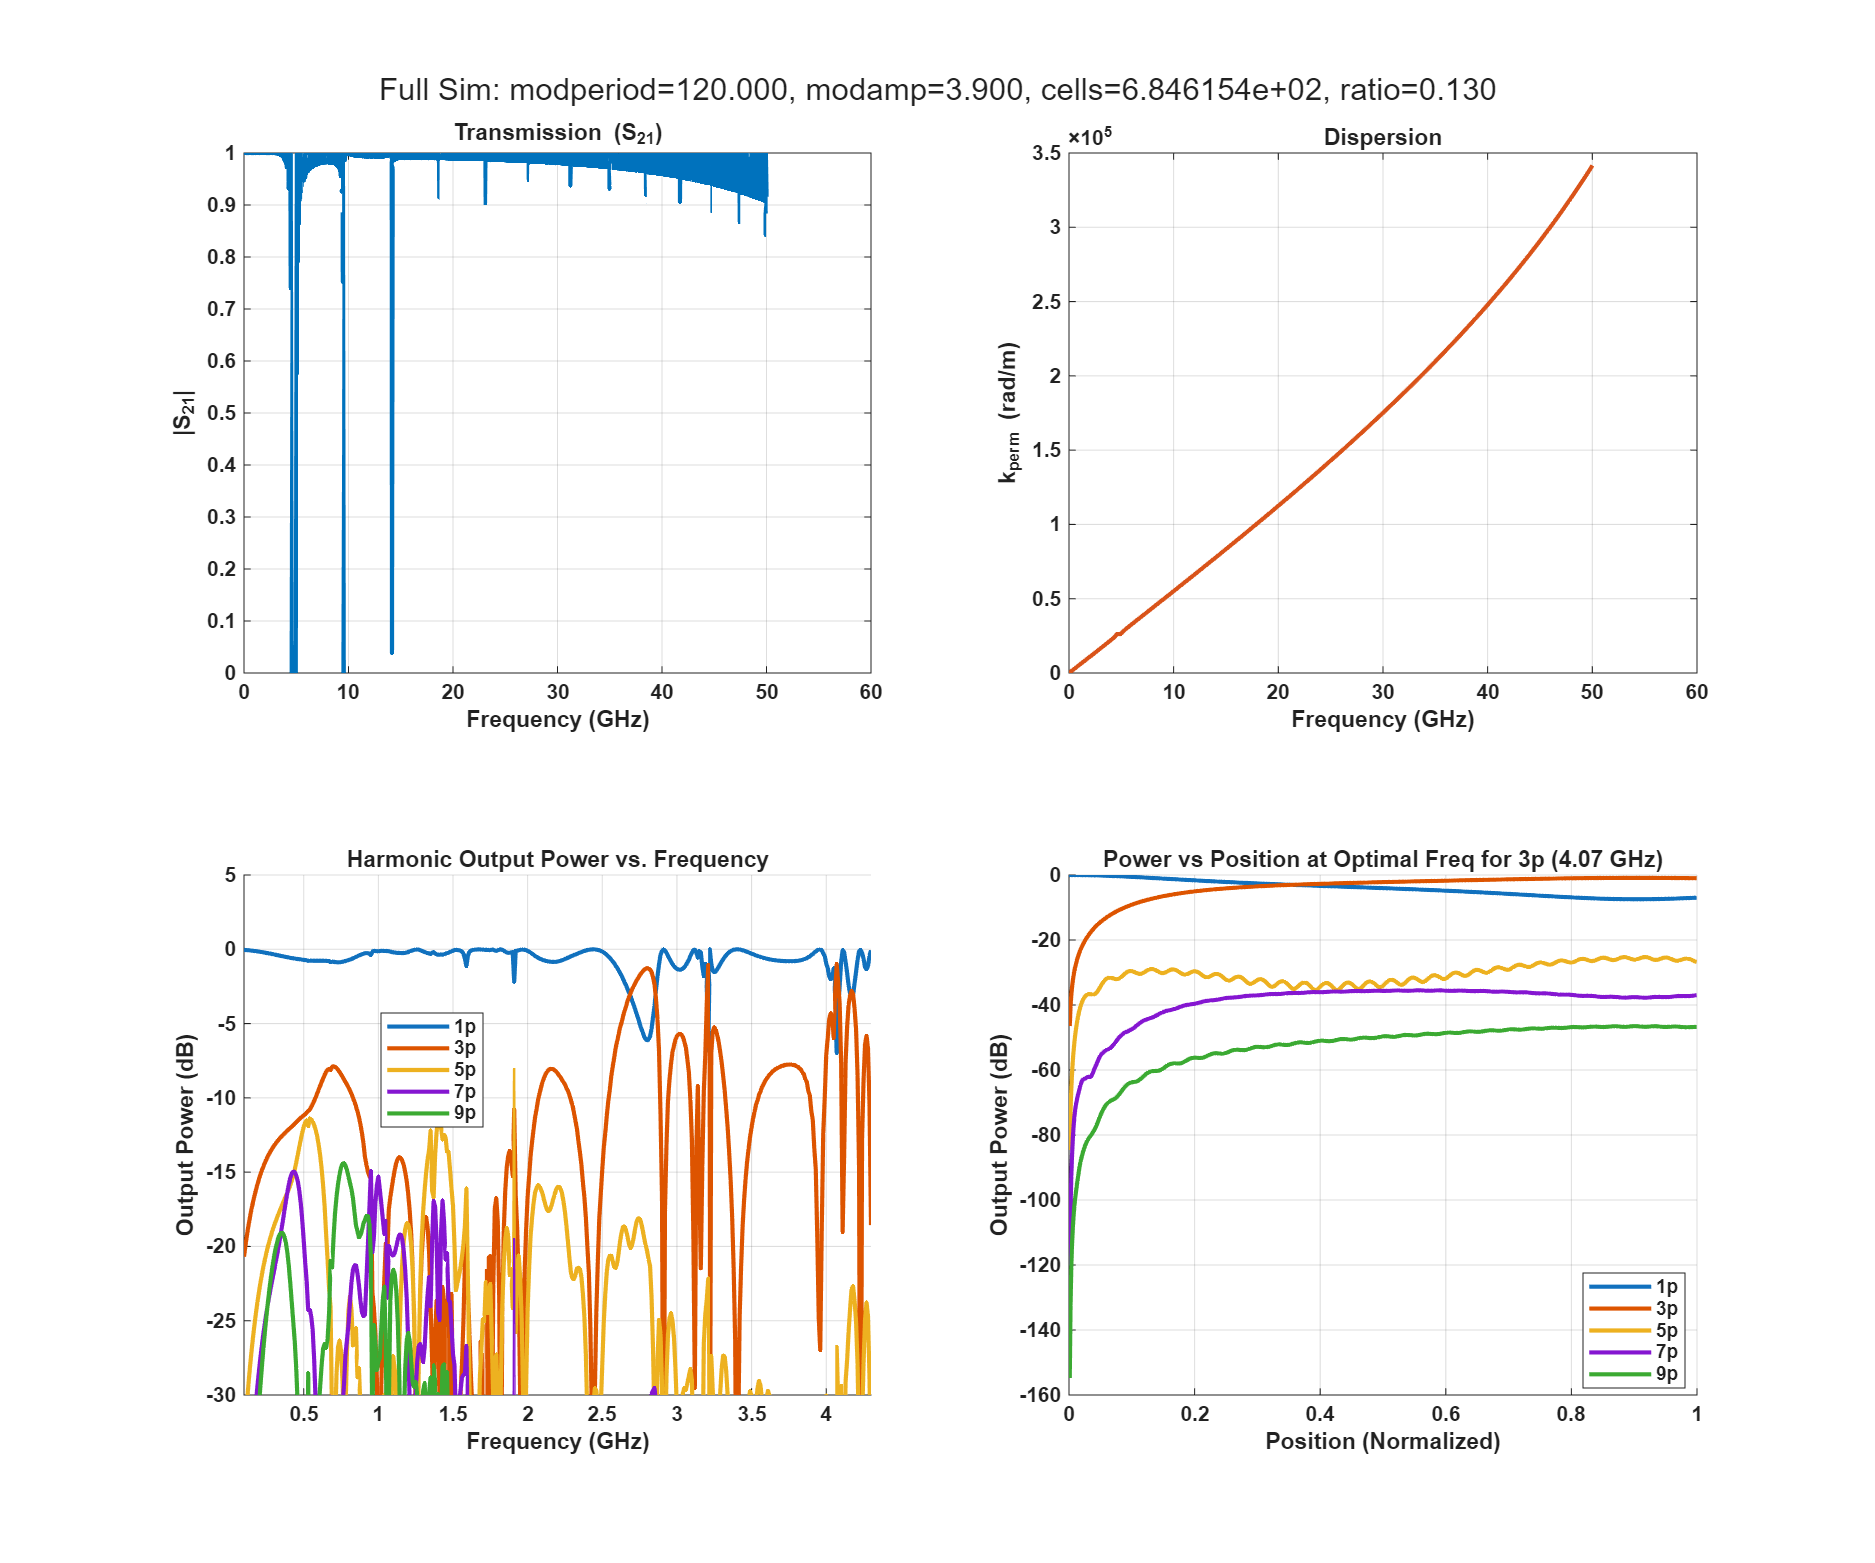 Full Sim: modperiod=120.000, modamp=3.900, cells=6.846154e+02, ratio=0.130
Transmission (S21)
1
0.9
0.8
0.7
0.6
0.5
0.4
0.3
0.2
0.1
0
|S21|
0 10 20 30 40 50 60
Frequency (GHz)
Dispersion
×10^5
3.5
3
2.5
2
1.5
1
0.5
0
kperm (rad/m)
0 10 20 30 40 50 60
Frequency (GHz)
Harmonic Output Power vs. Frequency
5
0
-5
-10
-15
-20
-25
-30
Output Power (dB)
1p
3p
5p
7p
9p
0.5 1 1.5 2 2.5 3 3.5 4
Frequency (GHz)
Power vs Position at Optimal Freq for 3p (4.07 GHz)
0
-20
-40
-60
-80
-100
-120
-140
-160
Output Power (dB)
1p
3p
5p
7p
9p
0 0.2 0.4 0.6 0.8 1
Position (Normalized)